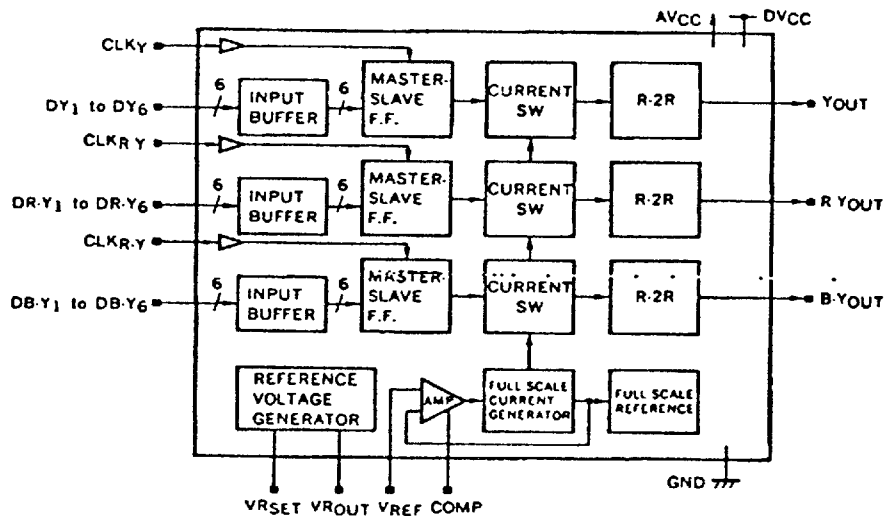 AVCC DVCC
CLKY
DY1 to DY6
6
INPUT
BUFFER
6
MASTER-
SLAVE
F.F.
CURRENT
SW
R-2R
YOUT
CLKR.Y
DR-Y1 to DR-Y6
6
INPUT
BUFFER
6
MASTER-
SLAVE
F.F.
CURRENT
SW
R-2R
R YOUT
CLKR-Y
DB-Y1 to DB-Y6
6
INPUT
BUFFER
6
MASTER-
SLAVE
F.F.
CURRENT
SW
R-2R
B-YOUT
REFERENCE
VOLTAGE
GENERATOR
AMP
FULL SCALE
CURRENT
GENERATOR
FULL SCALE
REFERENCE
GND
VRSET VROUT VREF COMP